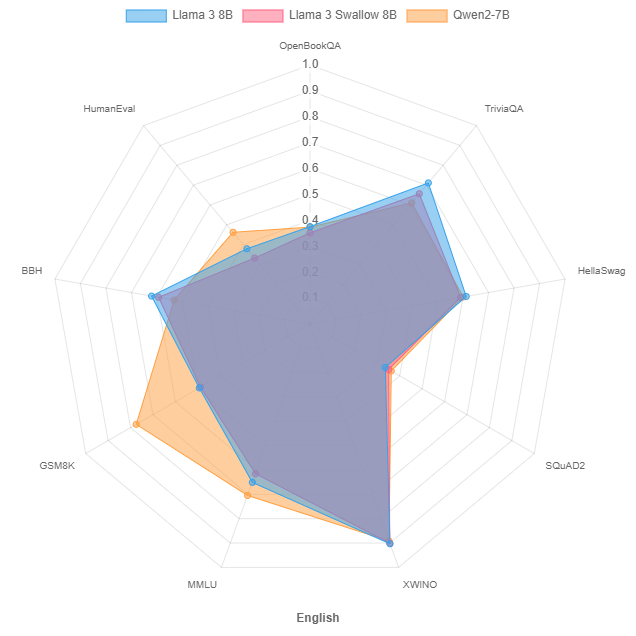 Llama 3 8B Llama 3 Swallow 8B Qwen2-7B
OpenBookQA
1.0
HumanEval TriviaQA
0.9
0.8
0.7
0.6
0.5
0.4
0.3
BBH HellaSwag
0.2
0.1
GSM8K SQuAD2
MMLU XWINO
English